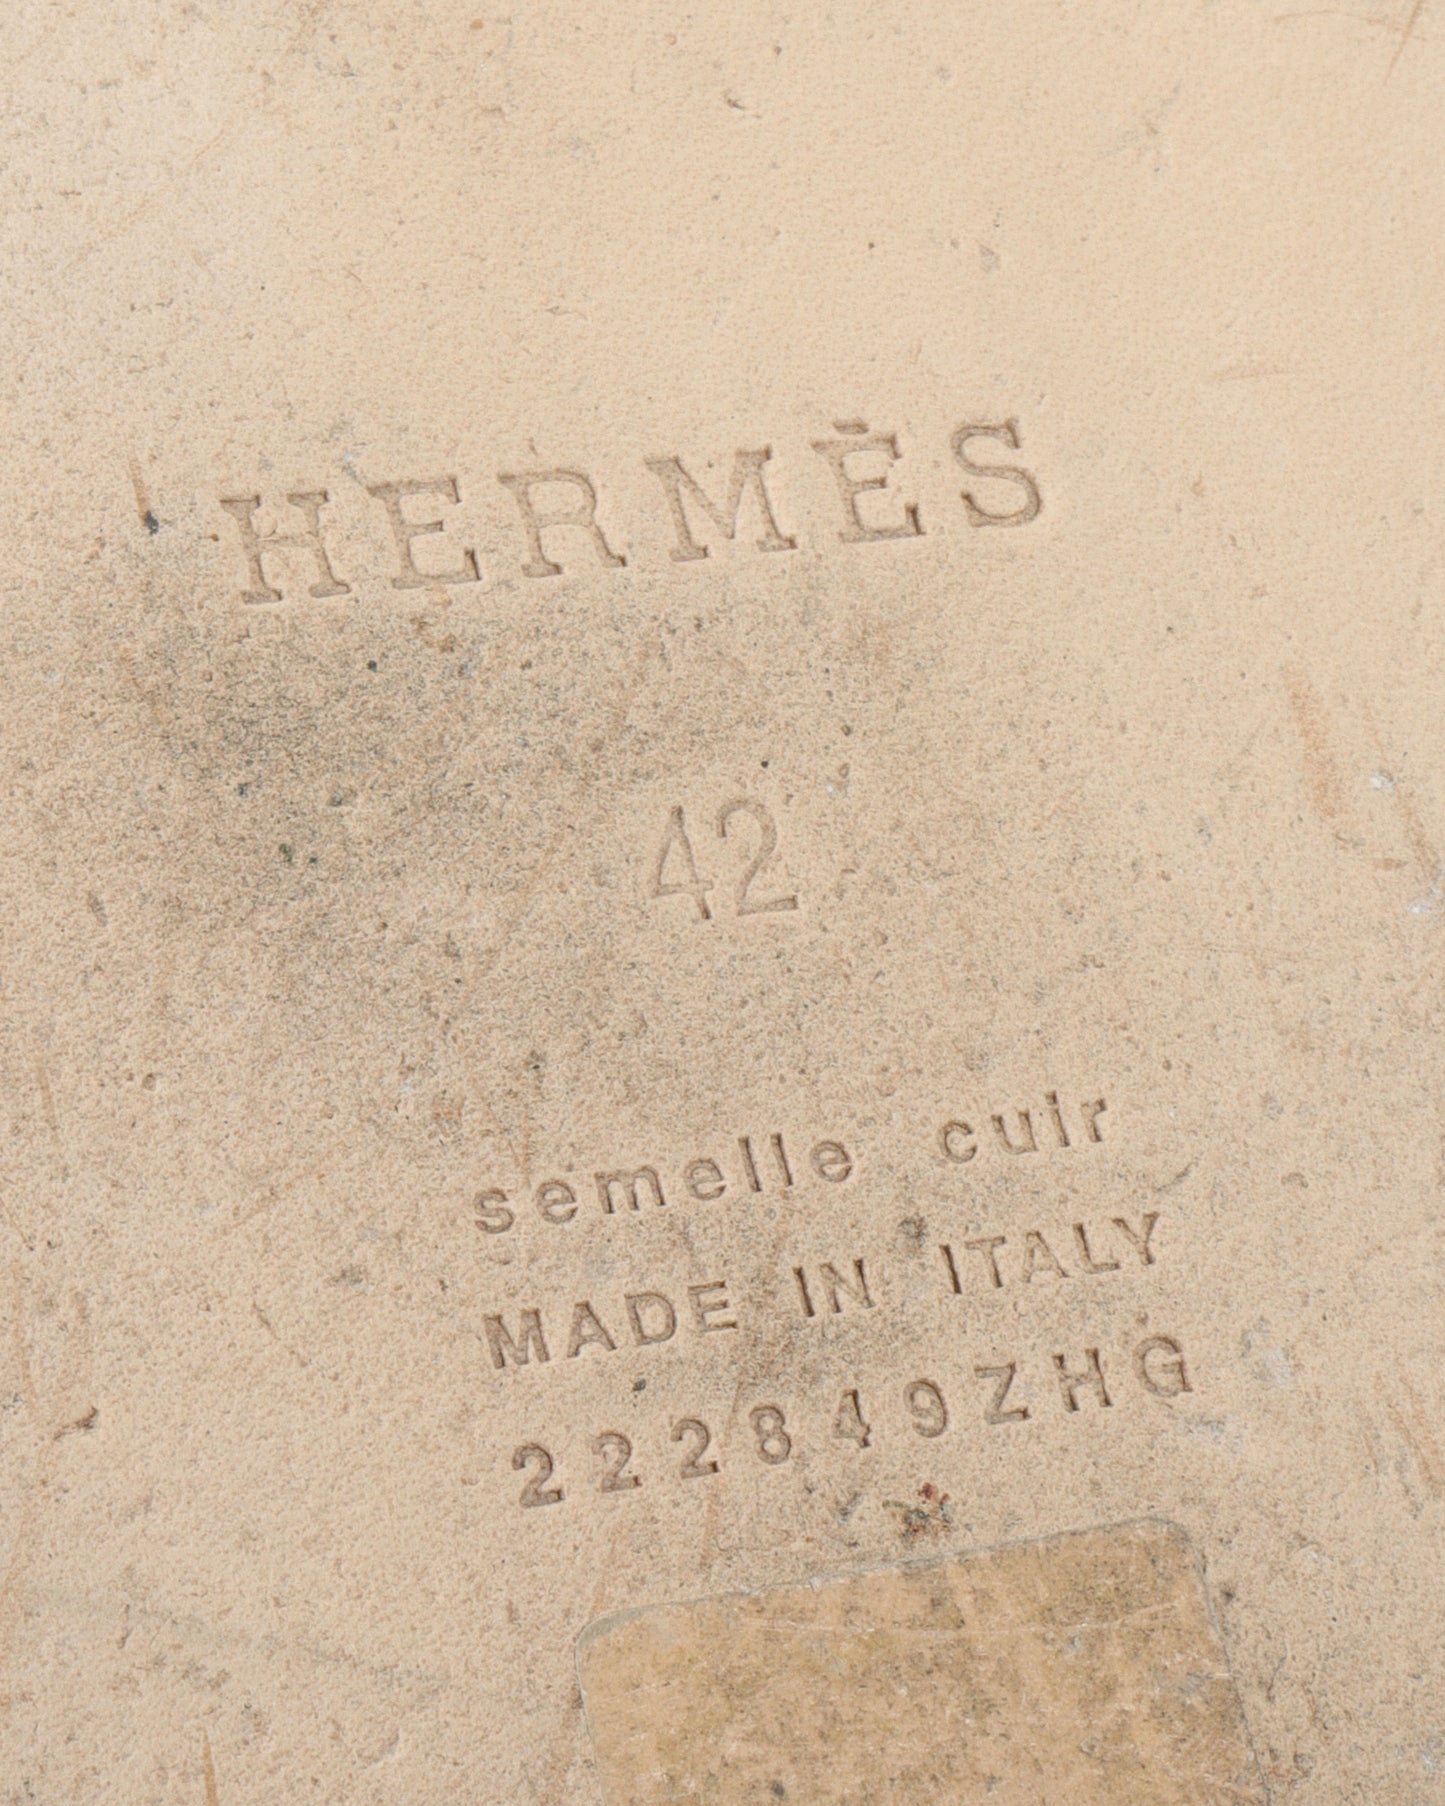 HERMÈS
42
semelle cuir
MADE IN ITALY
222849ZHG